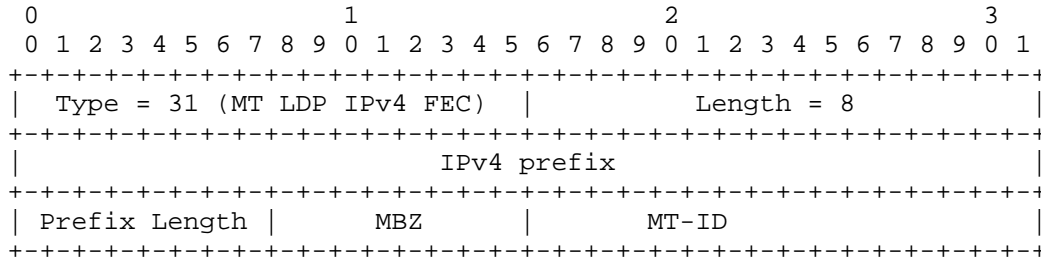 0                   1                   2                   3
 0 1 2 3 4 5 6 7 8 9 0 1 2 3 4 5 6 7 8 9 0 1 2 3 4 5 6 7 8 9 0 1
+-+-+-+-+-+-+-+-+-+-+-+-+-+-+-+-+-+-+-+-+-+-+-+-+-+-+-+-+-+-+-+-+
|  Type = 31 (MT LDP IPv4 FEC)  |          Length = 8           |
+-+-+-+-+-+-+-+-+-+-+-+-+-+-+-+-+-+-+-+-+-+-+-+-+-+-+-+-+-+-+-+-+
|                          IPv4 prefix                          |
+-+-+-+-+-+-+-+-+-+-+-+-+-+-+-+-+-+-+-+-+-+-+-+-+-+-+-+-+-+-+-+-+
| Prefix Length |      MBZ      |       MT-ID                   |
+-+-+-+-+-+-+-+-+-+-+-+-+-+-+-+-+-+-+-+-+-+-+-+-+-+-+-+-+-+-+-+-+